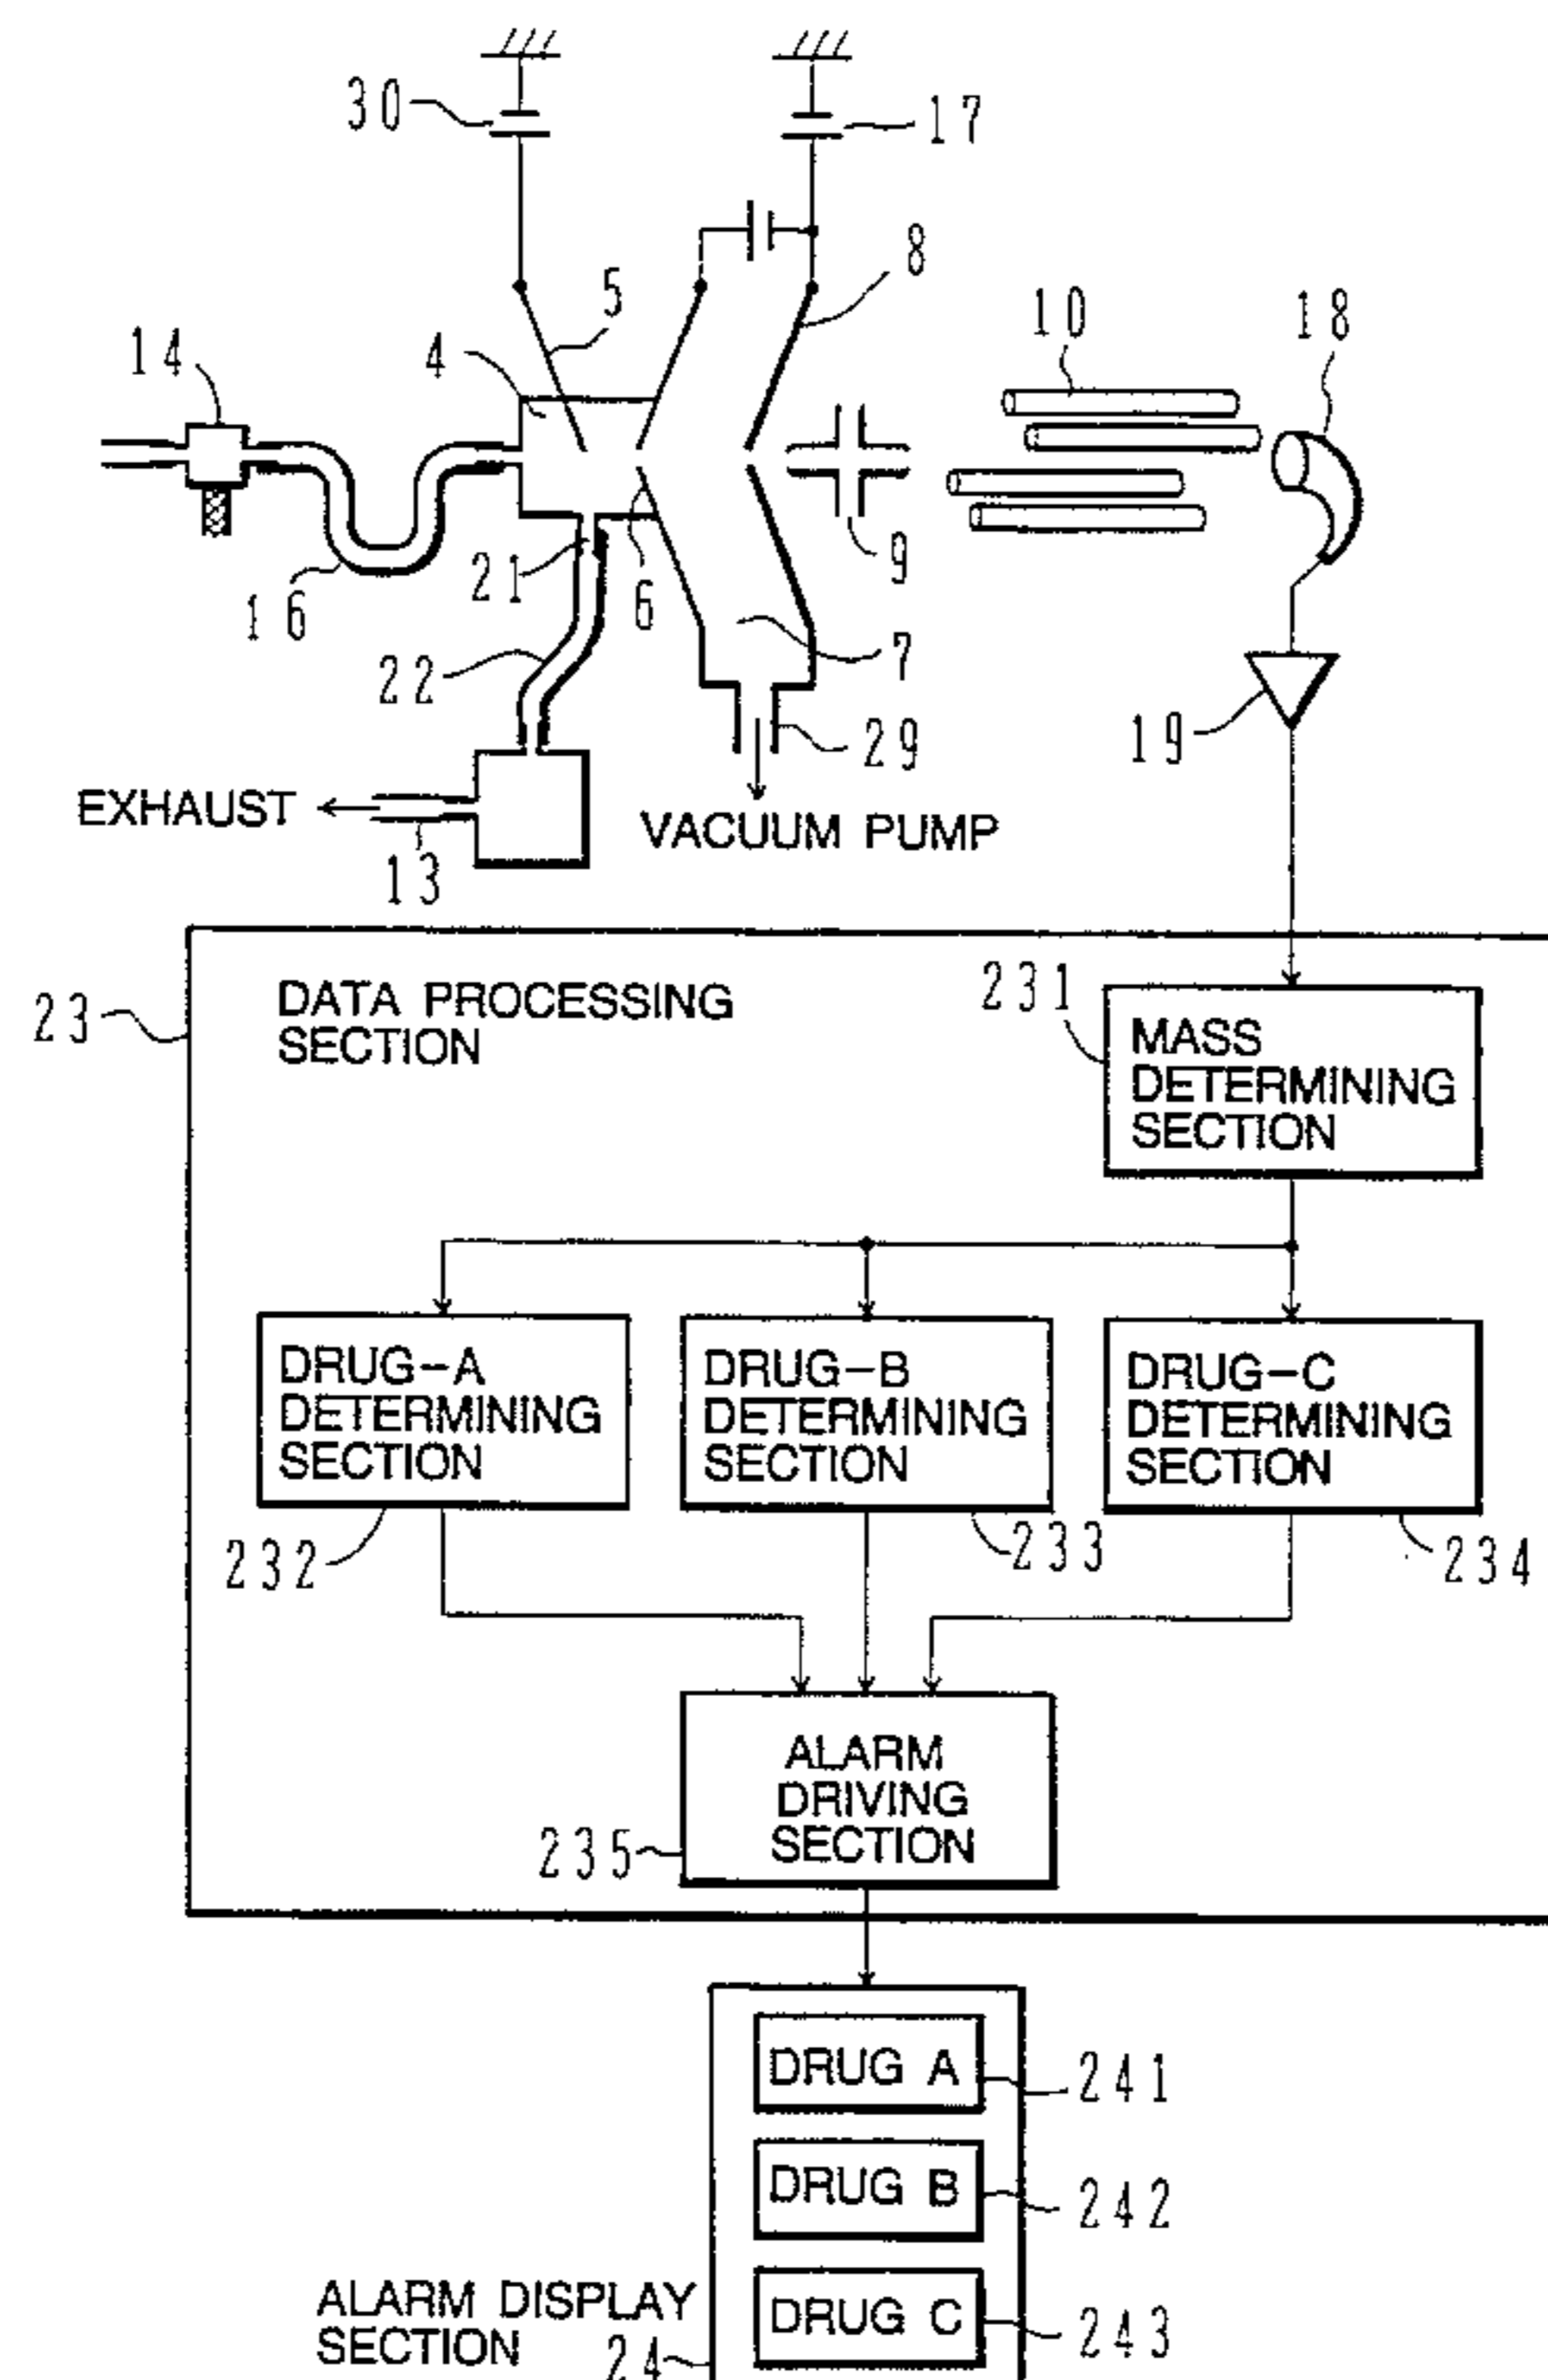 30
17
8
5
10
18
14
4
9
21
6
16
7
22
29
19
EXHAUST
VACUUM PUMP
13
23
DATA PROCESSING
SECTION
231
MASS
DETERMINING
SECTION
DRUG-A
DETERMINING
SECTION
DRUG-B
DETERMINING
SECTION
DRUG-C
DETERMINING
SECTION
232
233
234
ALARM
DRIVING
SECTION
235
DRUG A
241
DRUG B
242
DRUG C
243
ALARM DISPLAY
SECTION
24